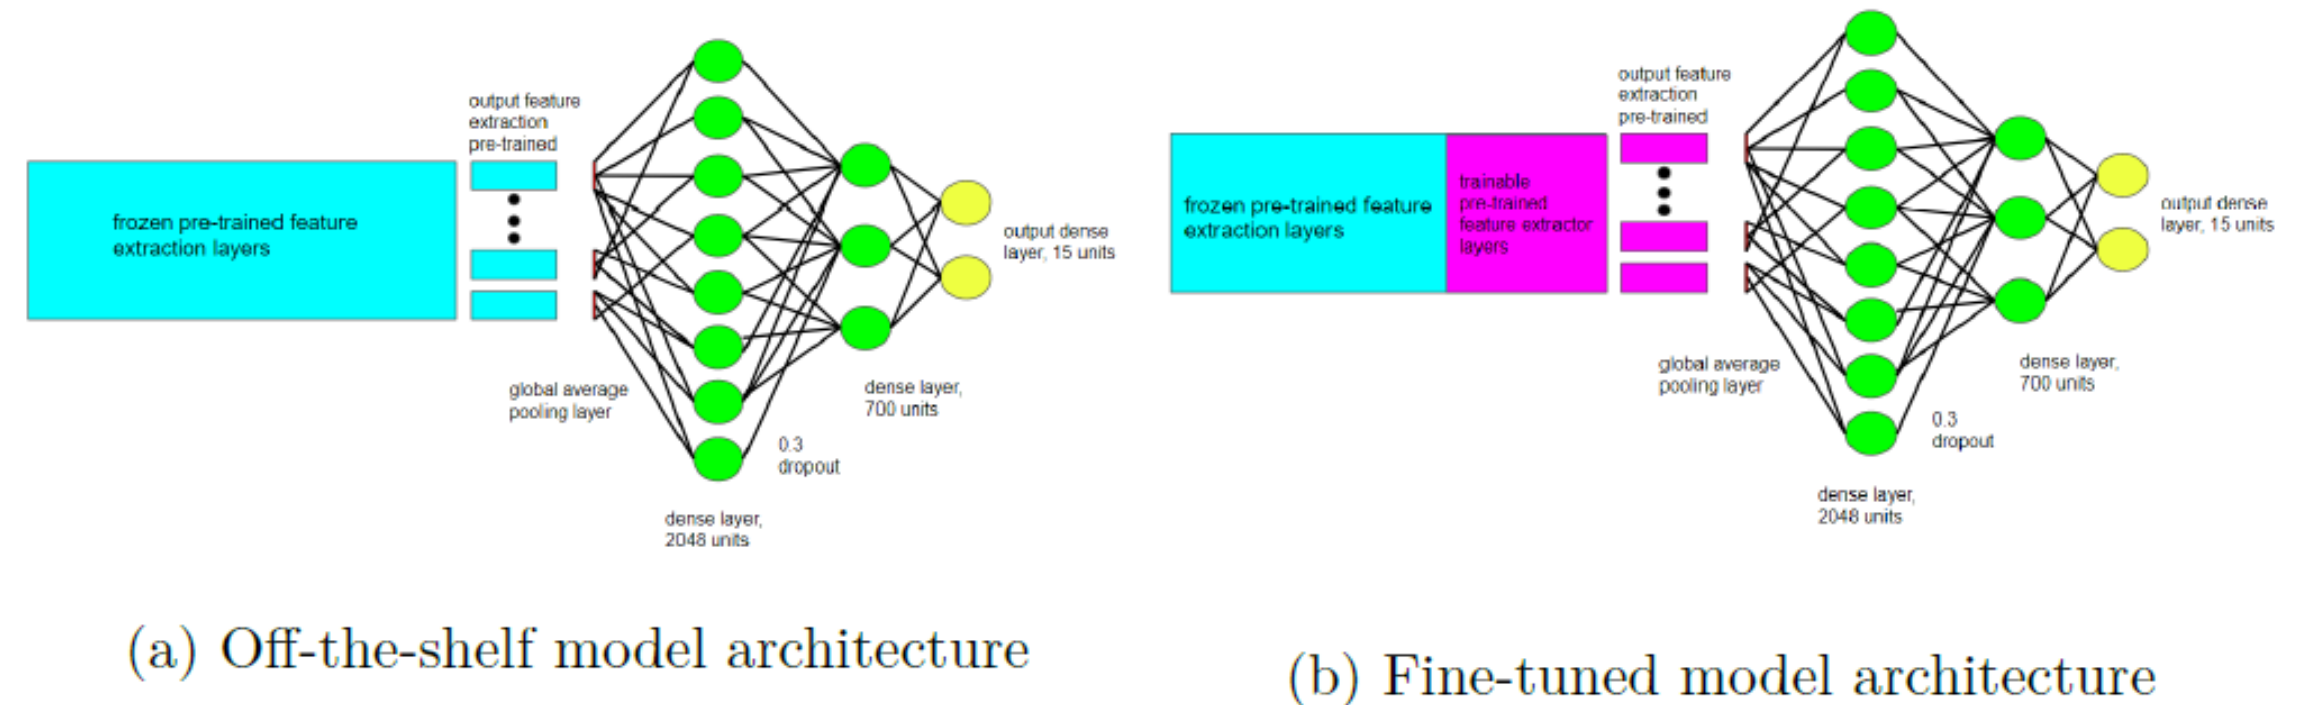 output feature
extraction
pre-trained
frozen pre-trained feature
extraction layers
global average
pooling layer
dense layer,
2048 units
0.3
dropout
dense layer,
700 units
output dense
layer, 15 units
(a) Off-the-shelf model architecture
output feature
extraction
pre-trained
frozen pre-trained feature
extraction layers
trainable
pre-trained
feature extractor
layers
global average
pooling layer
dense layer,
2048 units
0.3
dropout
dense layer,
700 units
output dense
layer, 15 units
(b) Fine-tuned model architecture